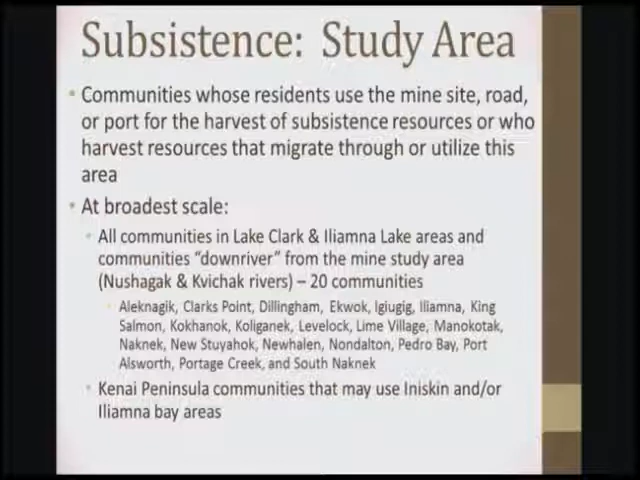 Subsistence:  Study Area
• Communities whose residents use the mine site, road,
or port for the harvest of subsistence resources or who
harvest resources that migrate through or utilize this
area
• At broadest scale:
• All communities in Lake Clark & Iliamna Lake areas and
communities “downriver” from the mine study area
(Nushagak & Kvichak rivers) – 20 communities
• Aleknagik, Clarks Point, Dillingham, Ekwok, Igiugig, Iliamna, King
Salmon, Kokhanok, Koliganek, Levelock, Lime Village, Manokotak,
Naknek, New Stuyahok, Newhalen, Nondalton, Pedro Bay, Port
Alsworth, Portage Creek, and South Naknek
• Kenai Peninsula communities that may use Iniskin and/or
Iliamna bay areas